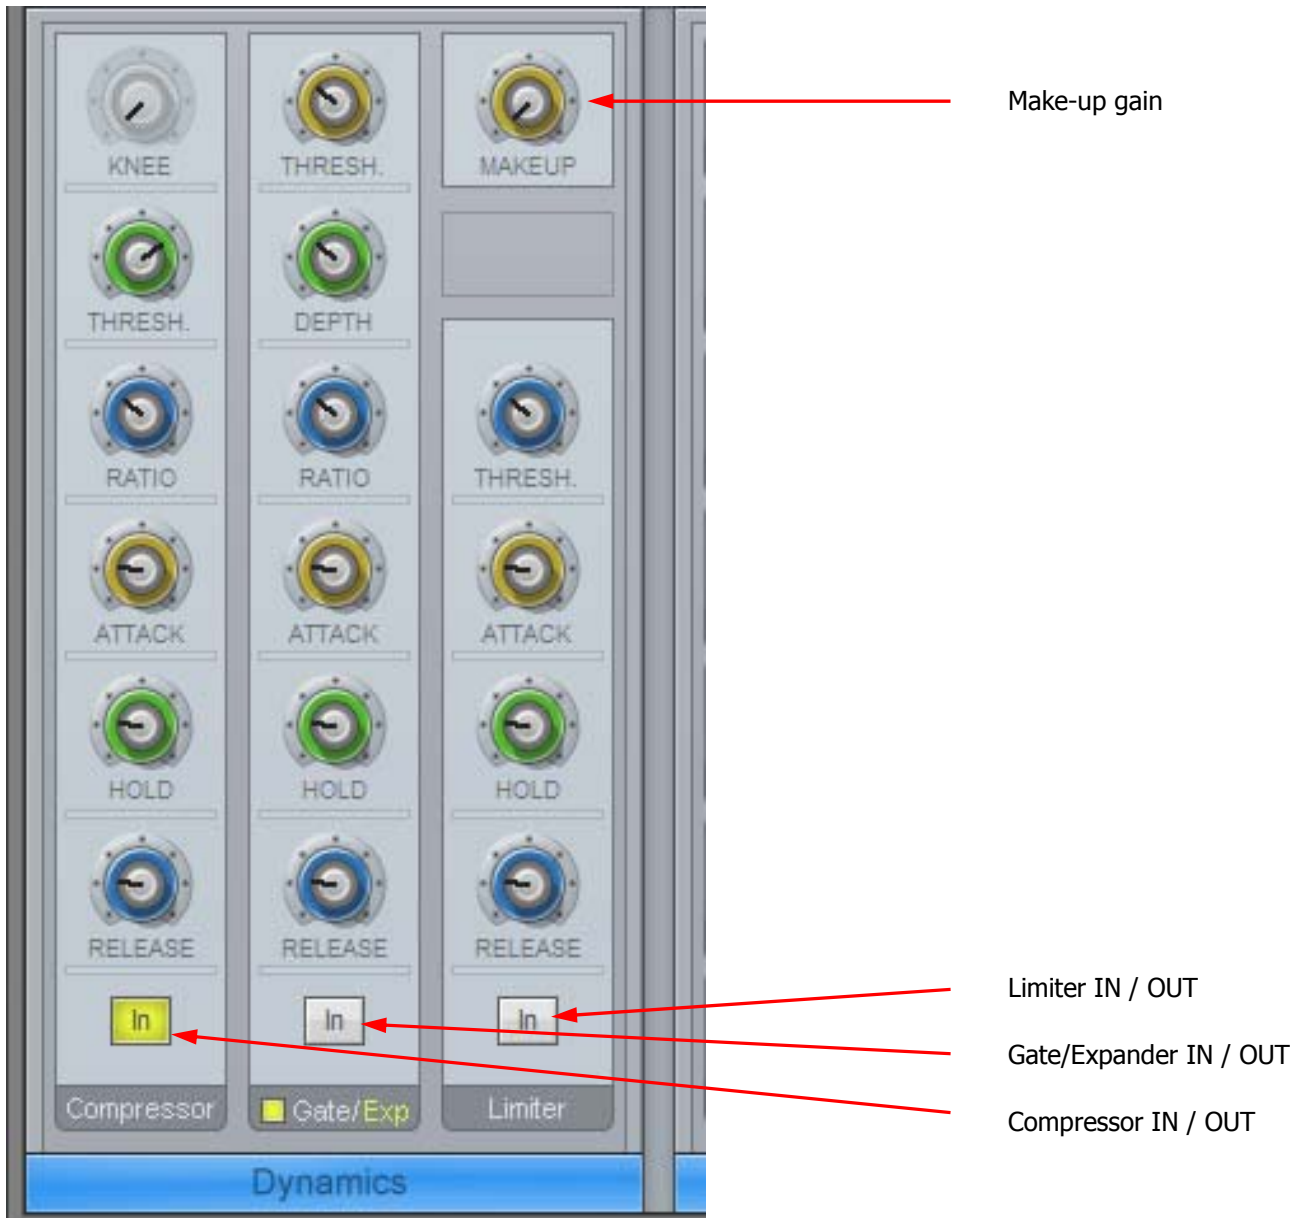 KNEE
THRESH.
MAKEUP
Make-up gain
THRESH.
DEPTH
RATIO
RATIO
THRESH.
ATTACK
ATTACK
ATTACK
HOLD
HOLD
HOLD
RELEASE
RELEASE
RELEASE
In
In
In
Limiter IN / OUT
Gate/Expander IN / OUT
Compressor IN / OUT
Compressor
Gate/Exp
Limiter
Dynamics